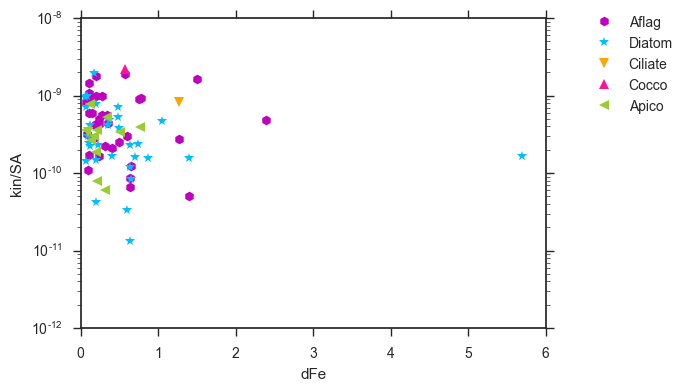 10⁻⁸
10⁻⁹
10⁻¹⁰
10⁻¹¹
10⁻¹²
kin/SA
0 1 2 3 4 5 6
dFe
Aflag
Diatom
Ciliate
Cocco
Apico